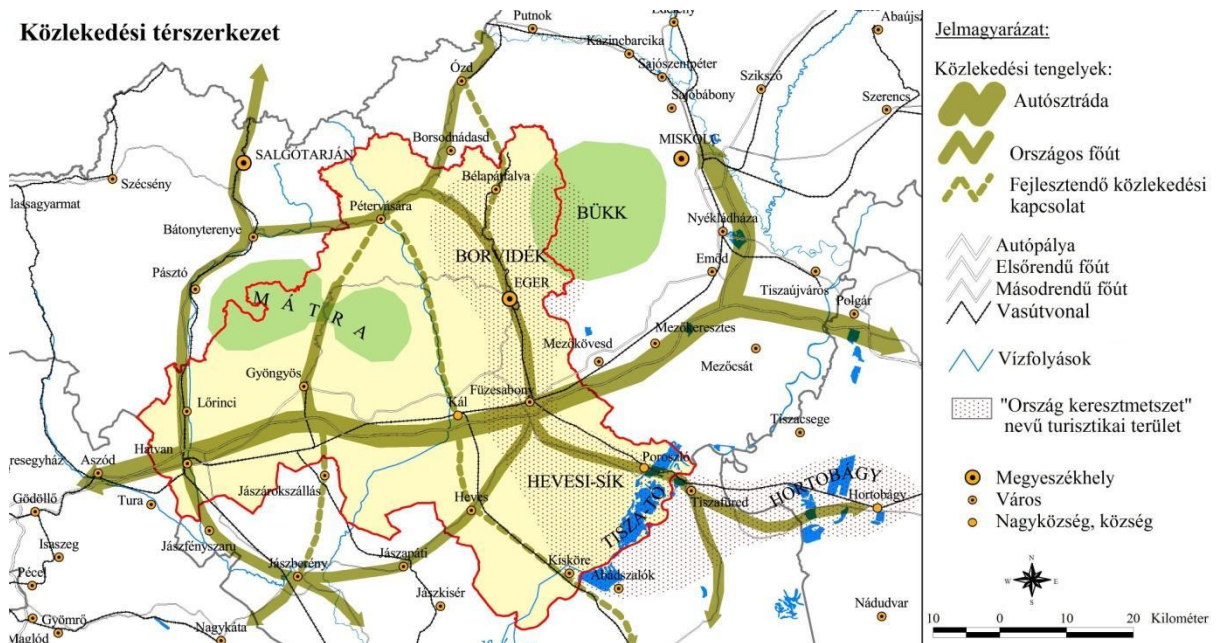 Közlekedési térszerkezet
Putnok
Kazincbarcika
Sajószentpéter
Sajóbábony
Szikszó
Szerencs
Ózd
Borsodnádasd
MISKOLC
SALGÓTARJÁN
Szécsény
Bélapátfalva
BÜKK
Pétervására
Bátonyterenye
Nyékládháza
BORVIDÉK
EGER
Emőd
Pásztó
Tiszaújváros
Polgár
MÁTRA
Mezőkövesd
Mezőkeresztes
Mezőcsát
Gyöngyös
Füzesabony
Lőrinci
Kál
Tiszacsege
Hatvan
resegyház
Aszód
Poroszló
Gödöllő
Tura
Jászárokszállás
HEVESI-SÍK
Heves
TISZA-TÓ
Tiszafüred
HORTOBÁGY
Hortobágy
Isaszeg
Jászfényszaru
Jászapáti
Kisköre
Pécel
Jászberény
Abádszalók
Jászkisér
Gyömrő
Nagykáta
Maglód
Nádudvar
lassagyarmat
Abaújsz
Jelmagyarázat:
Közlekedési tengelyek:
Autósztráda
Országos főút
Fejlesztendő közlekedési
kapcsolat
Autópálya
Elsőrendű főút
Másodrendű főút
Vasútvonal
Vízfolyások
"Ország keresztmetszet"
nevű turisztikai terület
Megyeszékhely
Város
Nagyközség, község
N
W E
S
10 0 10 20 Kilométer